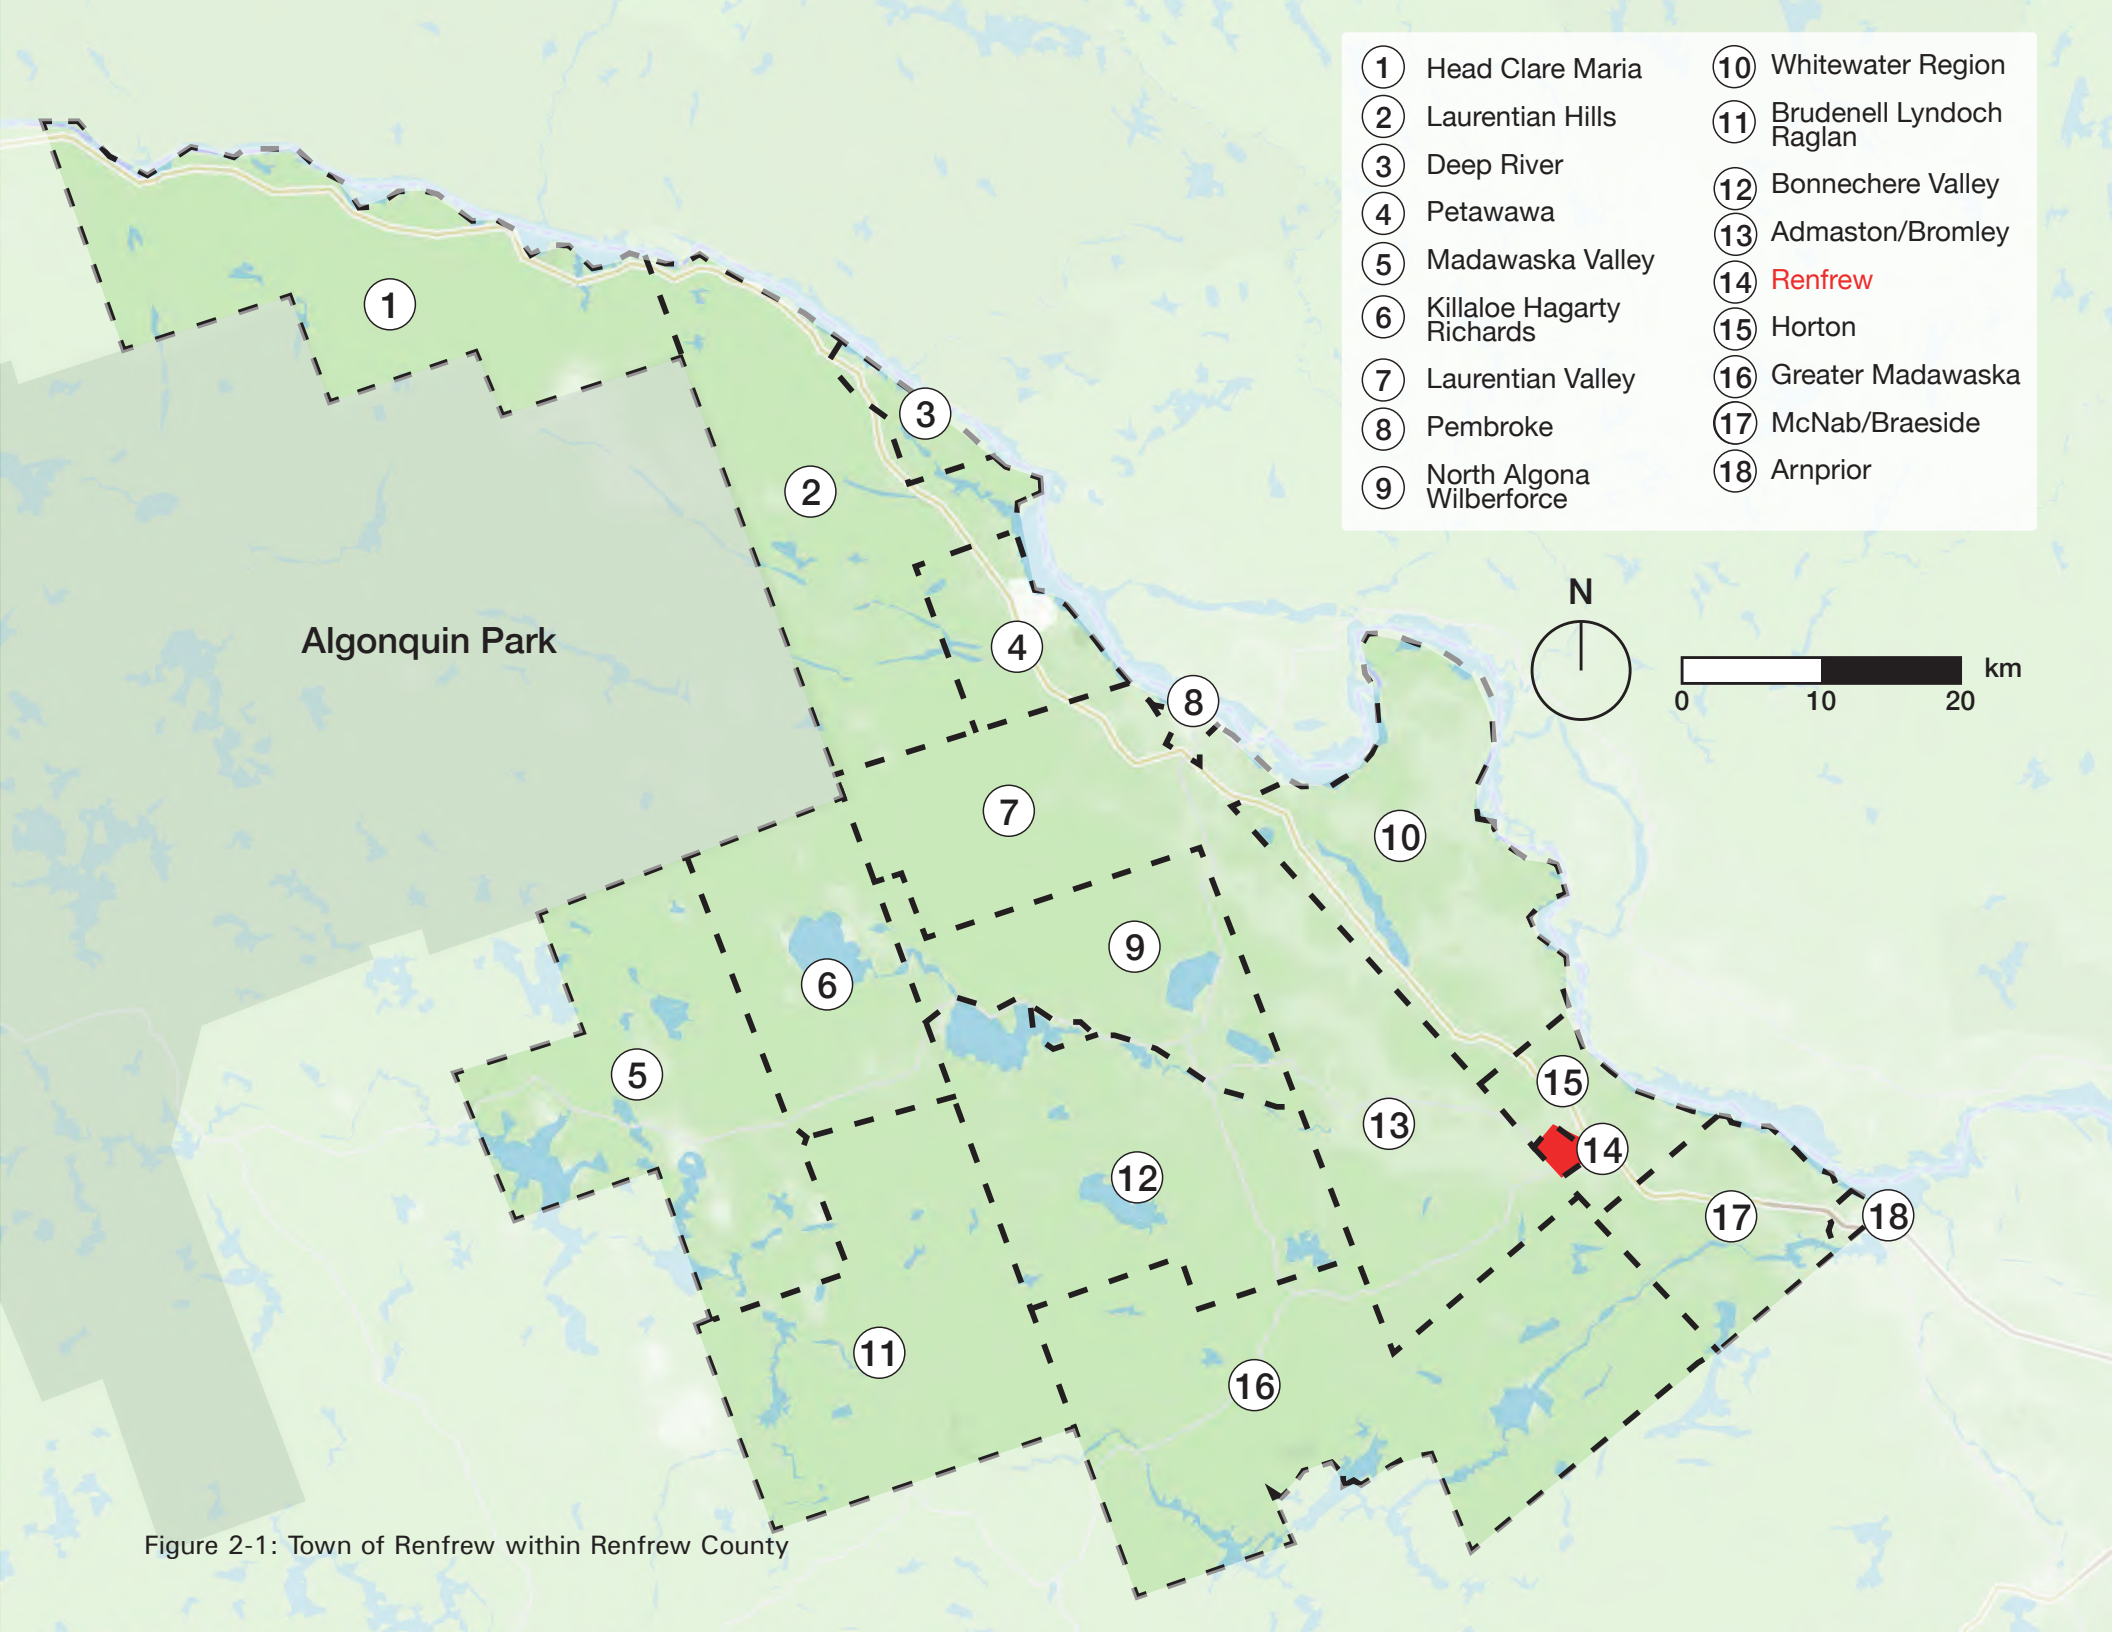 1 Head Clare Maria
2 Laurentian Hills
3 Deep River
4 Petawawa
5 Madawaska Valley
6 Killaloe Hagarty
Richards
7 Laurentian Valley
8 Pembroke
9 North Algona
Wilberforce
10 Whitewater Region
11 Brudenell Lyndoch
Raglan
12 Bonnechere Valley
13 Admaston/Bromley
14 Renfrew
15 Horton
16 Greater Madawaska
17 McNab/Braeside
18 Arnprior
N
km
0 10 20
1
3
2
Algonquin Park
4
8
7
10
9
6
5
15
13
14
12
17
18
11
16
Figure 2-1: Town of Renfrew within Renfrew County